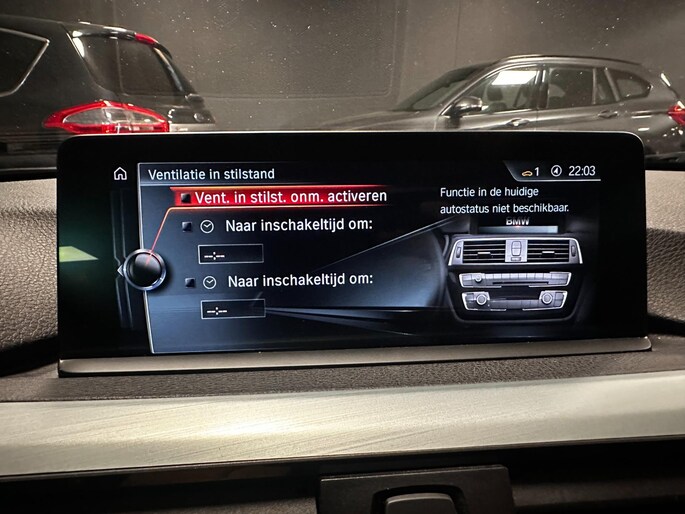 Ventilatie in stilstand
1 22:03
Vent. in stilst. onm. activeren
Functie in de huidige
autostatus niet beschikbaar.
BMW
Naar inschakeltijd om:
--:--
Naar inschakeltijd om:
--:--